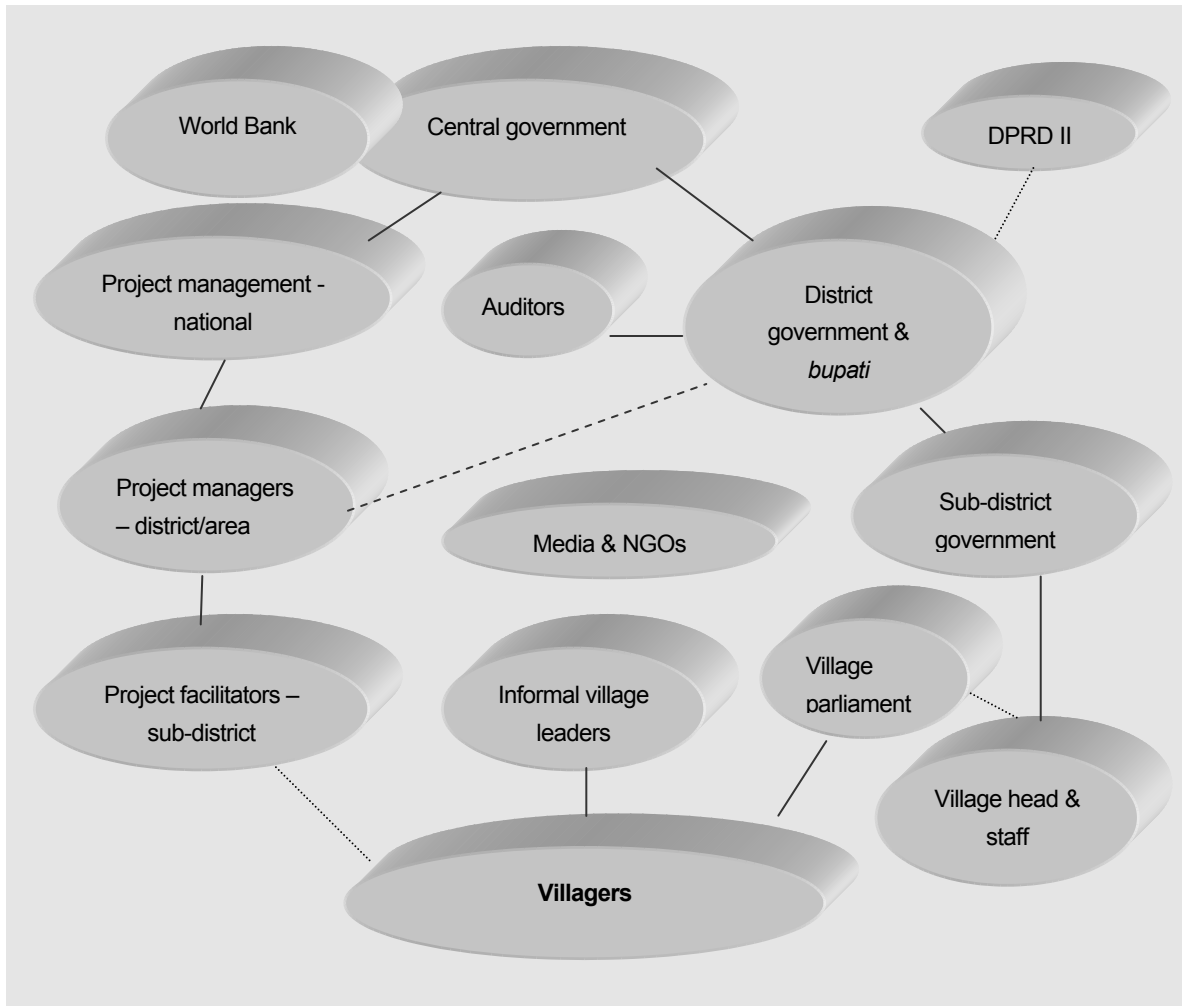 World Bank
Central government
DPRD II
Project management -
national
Auditors
District
government &
bupati
Project managers
– district/area
Media & NGOs
Sub-district
government
Project facilitators –
sub-district
Informal village
leaders
Village
parliament
Village head &
staff
Villagers